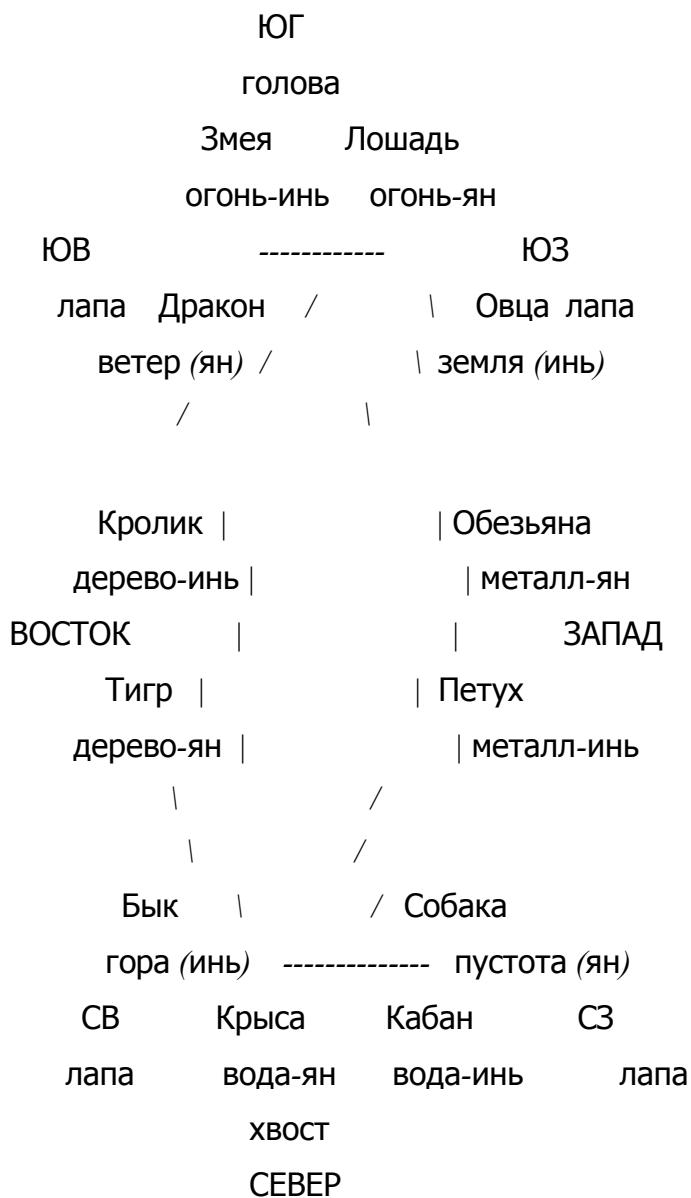 ЮГ
голова
Змея Лошадь
огонь-инь огонь-ян
ЮВ ------------ ЮЗ
лапа Дракон / \ Овца лапа
ветер (ян) / \ земля (инь)
/ \
Кролик | | Обезьяна
дерево-инь | | металл-ян
ВОСТОК | | ЗАПАД
Тигр | | Петух
дерево-ян | | металл-инь
\ /
\ /
Бык \ / Собака
гора (инь) -------------- пустота (ян)
СВ Крыса Кабан СЗ
лапа вода-ян вода-инь лапа
хвост
СЕВЕР